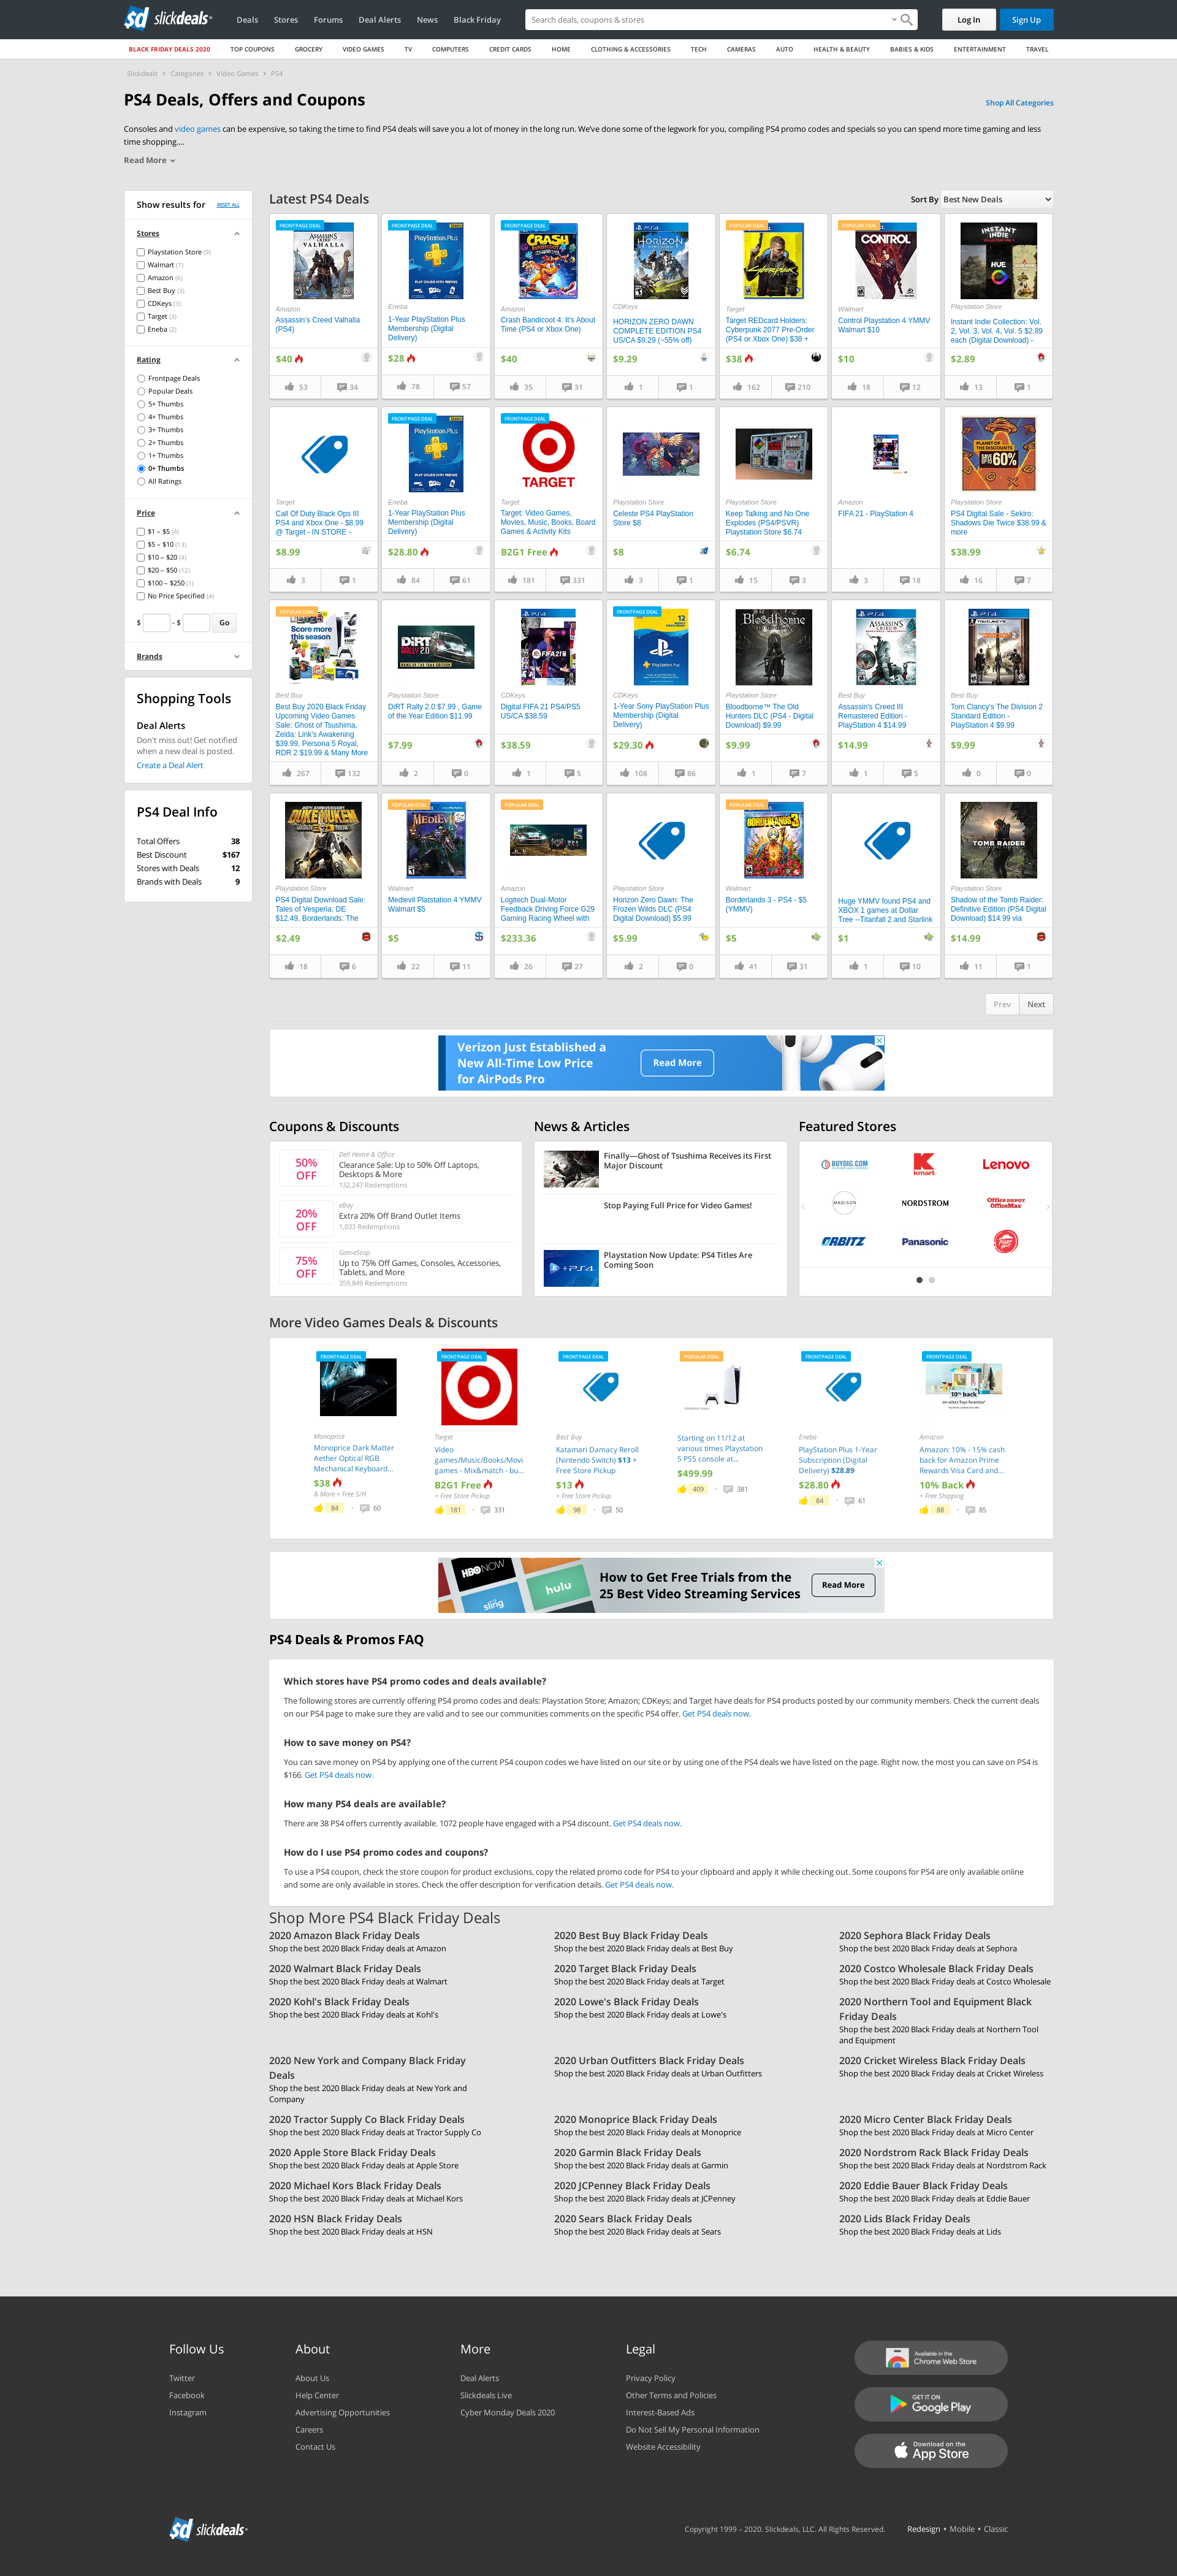 sd slickdeals
Deals Stores Forums Deal Alerts News Black Friday
Search deals, coupons & stores
Log In Sign Up
BLACK FRIDAY DEALS 2020 TOP COUPONS GROCERY VIDEO GAMES TV COMPUTERS CREDIT CARDS HOME CLOTHING & ACCESSORIES TECH CAMERAS AUTO HEALTH & BEAUTY BABIES & KIDS ENTERTAINMENT TRAVEL
Slickdeals › Categories › Video Games › PS4
PS4 Deals, Offers and Coupons
Shop All Categories
Consoles and video games can be expensive, so taking the time to find PS4 deals will save you a lot of money in the long run. We've done some of the legwork for you, compiling PS4 promo codes and specials so you can spend more time gaming and less
time shopping....
Read More
Show results for RESET ALL
Stores
Playstation Store (9)
Walmart (7)
Amazon (6)
Best Buy (3)
CDKeys (3)
Target (3)
Eneba (2)
Rating
Frontpage Deals
Popular Deals
5+ Thumbs
4+ Thumbs
3+ Thumbs
2+ Thumbs
1+ Thumbs
0+ Thumbs
All Ratings
Price
$1 – $5 (4)
$5 – $10 (13)
$10 – $20 (4)
$20 – $50 (12)
$100 – $250 (1)
No Price Specified (4)
$ - $ Go
Brands
Shopping Tools
Deal Alerts
Don't miss out! Get notified
when a new deal is posted.
Create a Deal Alert
PS4 Deal Info
Total Offers 38
Best Discount $167
Stores with Deals 12
Brands with Deals 9
Latest PS4 Deals
Sort By Best New Deals
FRONTPAGE DEAL
Amazon
Assassin's Creed Valhalla
(PS4)
$40
53 34
FRONTPAGE DEAL
Eneba
1-Year PlayStation Plus
Membership (Digital
Delivery)
$28
78 57
FRONTPAGE DEAL
Amazon
Crash Bandicoot 4: It's About
Time (PS4 or Xbox One)
$40
35 31
CDKeys
HORIZON ZERO DAWN
COMPLETE EDITION PS4
US/CA $9.29 (~55% off)
$9.29
1 1
POPULAR DEAL
Target
Target REDcard Holders:
Cyberpunk 2077 Pre-Order
(PS4 or Xbox One) $38 +
$38
162 210
POPULAR DEAL
CONTROL
Walmart
Control Playstation 4 YMMV
Walmart $10
$10
18 12
INSTANT INDIE
HUE
Playstation Store
Instant Indie Collection: Vol.
2, Vol. 3, Vol. 4, Vol. 5 $2.89
each (Digital Download) -
$2.89
13 1
Target
Call Of Duty Black Ops III
PS4 and Xbox One - $8.99
@ Target - IN STORE -
$8.99
3 1
FRONTPAGE DEAL
Eneba
1-Year PlayStation Plus
Membership (Digital
Delivery)
$28.80
84 61
FRONTPAGE DEAL
TARGET
Target
Target: Video Games,
Movies, Music, Books, Board
Games & Activity Kits
B2G1 Free
181 331
Playstation Store
Celeste PS4 PlayStation
Store $8
$8
3 1
Playstation Store
Keep Talking and No One
Explodes (PS4/PSVR)
Playstation Store $6.74
$6.74
15 3
Amazon
FIFA 21 - PlayStation 4
3 18
PLANET OF
THE DISCOUNTS
60%
Playstation Store
PS4 Digital Sale - Sekiro:
Shadows Die Twice $38.99 &
more
$38.99
16 7
POPULAR DEAL
Score more
this season
Best Buy
Best Buy 2020 Black Friday
Upcoming Video Games
Sale: Ghost of Tsushima,
Zelda: Link's Awakening
$39.99, Persona 5 Royal,
RDR 2 $19.99 & Many More
267 132
DiRT RALLY 2.0
Playstation Store
DiRT Rally 2.0 $7.99 , Game
of the Year Edition $11.99
$7.99
2 0
CDKeys
Digital FIFA 21 PS4/PS5
US/CA $38.59
$38.59
1 5
FRONTPAGE DEAL
12
CDKeys
1-Year Sony PlayStation Plus
Membership (Digital
Delivery)
$29.30
108 86
Bloodborne
Playstation Store
Bloodborne™ The Old
Hunters DLC (PS4 - Digital
Download) $9.99
$9.99
1 7
Best Buy
Assassin's Creed III
Remastered Edition -
PlayStation 4 $14.99
$14.99
1 5
Best Buy
Tom Clancy's The Division 2
Standard Edition -
PlayStation 4 $9.99
$9.99
0 0
Playstation Store
PS4 Digital Download Sale:
Tales of Vesperia: DE
$12.49, Borderlands: The
$2.49
18 6
POPULAR DEAL
MEDIEVIL
Walmart
Medievil Platstation 4 YMMV
Walmart $5
$5
22 11
POPULAR DEAL
Amazon
Logitech Dual-Motor
Feedback Driving Force G29
Gaming Racing Wheel with
$233.36
26 27
Playstation Store
Horizon Zero Dawn: The
Frozen Wilds DLC (PS4
Digital Download) $5.99
$5.99
2 0
POPULAR DEAL
BORDERLANDS 3
Walmart
Borderlands 3 - PS4 - $5
(YMMV)
$5
41 31
Huge YMMV found PS4 and
XBOX 1 games at Dollar
Tree --Titanfall 2 and Starlink
$1
1 10
TOMB RAIDER
Playstation Store
Shadow of the Tomb Raider:
Definitive Edition (PS4 Digital
Download) $14.99 via
$14.99
11 1
Prev Next
Verizon Just Established a
New All-Time Low Price
for AirPods Pro
Read More
Coupons & Discounts
50%
OFF
Dell Home & Office
Clearance Sale: Up to 50% Off Laptops,
Desktops & More
132,247 Redemptions
20%
OFF
eBay
Extra 20% Off Brand Outlet Items
1,033 Redemptions
75%
OFF
GameStop
Up to 75% Off Games, Consoles, Accessories,
Tablets, and More
359,849 Redemptions
News & Articles
Finally—Ghost of Tsushima Receives its First
Major Discount
Stop Paying Full Price for Video Games!
+PS4
Playstation Now Update: PS4 Titles Are
Coming Soon
Featured Stores
BUYDIG.COM kmart Lenovo
MADISON NORDSTROM Office DEPOT
OfficeMax
ORBITZ Panasonic
More Video Games Deals & Discounts
FRONTPAGE DEAL
Monoprice
Monoprice Dark Matter
Aether Optical RGB
Mechanical Keyboard...
$38
& More + Free S/H
84 · 60
FRONTPAGE DEAL
Target
Video
games/Music/Books/Movi
games - Mix&match - bu...
B2G1 Free
+ Free Store Pickup
181 · 331
FRONTPAGE DEAL
Best Buy
Katamari Damacy Reroll
(Nintendo Switch) $13 +
Free Store Pickup
$13
+ Free Store Pickup
98 · 50
POPULAR DEAL
Starting on 11/12 at
various times Playstation
5 PS5 console at...
$499.99
409 · 381
FRONTPAGE DEAL
Eneba
PlayStation Plus 1-Year
Subscription (Digital
Delivery) $28.89
$28.80
84 · 61
FRONTPAGE DEAL
10% back
Amazon
Amazon: 10% - 15% cash
back for Amazon Prime
Rewards Visa Card and...
10% Back
+ Free Shipping
88 · 85
HBO NOW
sling
hulu
How to Get Free Trials from the
25 Best Video Streaming Services
Read More
PS4 Deals & Promos FAQ
Which stores have PS4 promo codes and deals available?
The following stores are currently offering PS4 promo codes and deals: Playstation Store; Amazon; CDKeys; and Target have deals for PS4 products posted by our community members. Check the current deals
on our PS4 page to make sure they are valid and to see our communities comments on the specific PS4 offer. Get PS4 deals now.
How to save money on PS4?
You can save money on PS4 by applying one of the current PS4 coupon codes we have listed on our site or by using one of the PS4 deals we have listed on the page. Right now, the most you can save on PS4 is
$166. Get PS4 deals now.
How many PS4 deals are available?
There are 38 PS4 offers currently available. 1072 people have engaged with a PS4 discount. Get PS4 deals now.
How do I use PS4 promo codes and coupons?
To use a PS4 coupon, check the store coupon for product exclusions, copy the related promo code for PS4 to your clipboard and apply it while checking out. Some coupons for PS4 are only available online
and some are only available in stores. Check the offer description for verification details. Get PS4 deals now.
Shop More PS4 Black Friday Deals
2020 Amazon Black Friday Deals
Shop the best 2020 Black Friday deals at Amazon
2020 Best Buy Black Friday Deals
Shop the best 2020 Black Friday deals at Best Buy
2020 Sephora Black Friday Deals
Shop the best 2020 Black Friday deals at Sephora
2020 Walmart Black Friday Deals
Shop the best 2020 Black Friday deals at Walmart
2020 Target Black Friday Deals
Shop the best 2020 Black Friday deals at Target
2020 Costco Wholesale Black Friday Deals
Shop the best 2020 Black Friday deals at Costco Wholesale
2020 Kohl's Black Friday Deals
Shop the best 2020 Black Friday deals at Kohl's
2020 Lowe's Black Friday Deals
Shop the best 2020 Black Friday deals at Lowe's
2020 Northern Tool and Equipment Black
Friday Deals
Shop the best 2020 Black Friday deals at Northern Tool
and Equipment
2020 New York and Company Black Friday
Deals
Shop the best 2020 Black Friday deals at New York and
Company
2020 Urban Outfitters Black Friday Deals
Shop the best 2020 Black Friday deals at Urban Outfitters
2020 Cricket Wireless Black Friday Deals
Shop the best 2020 Black Friday deals at Cricket Wireless
2020 Tractor Supply Co Black Friday Deals
Shop the best 2020 Black Friday deals at Tractor Supply Co
2020 Monoprice Black Friday Deals
Shop the best 2020 Black Friday deals at Monoprice
2020 Micro Center Black Friday Deals
Shop the best 2020 Black Friday deals at Micro Center
2020 Apple Store Black Friday Deals
Shop the best 2020 Black Friday deals at Apple Store
2020 Garmin Black Friday Deals
Shop the best 2020 Black Friday deals at Garmin
2020 Nordstrom Rack Black Friday Deals
Shop the best 2020 Black Friday deals at Nordstrom Rack
2020 Michael Kors Black Friday Deals
Shop the best 2020 Black Friday deals at Michael Kors
2020 JCPenney Black Friday Deals
Shop the best 2020 Black Friday deals at JCPenney
2020 Eddie Bauer Black Friday Deals
Shop the best 2020 Black Friday deals at Eddie Bauer
2020 HSN Black Friday Deals
Shop the best 2020 Black Friday deals at HSN
2020 Sears Black Friday Deals
Shop the best 2020 Black Friday deals at Sears
2020 Lids Black Friday Deals
Shop the best 2020 Black Friday deals at Lids
Follow Us
Twitter
Facebook
Instagram
About
About Us
Help Center
Advertising Opportunities
Careers
Contact Us
More
Deal Alerts
Slickdeals Live
Cyber Monday Deals 2020
Legal
Privacy Policy
Other Terms and Policies
Interest-Based Ads
Do Not Sell My Personal Information
Website Accessibility
Available in the
Chrome Web Store
GET IT ON
Google Play
Download on the
App Store
sd slickdeals
Copyright 1999 – 2020. Slickdeals, LLC. All Rights Reserved. Redesign • Mobile • Classic